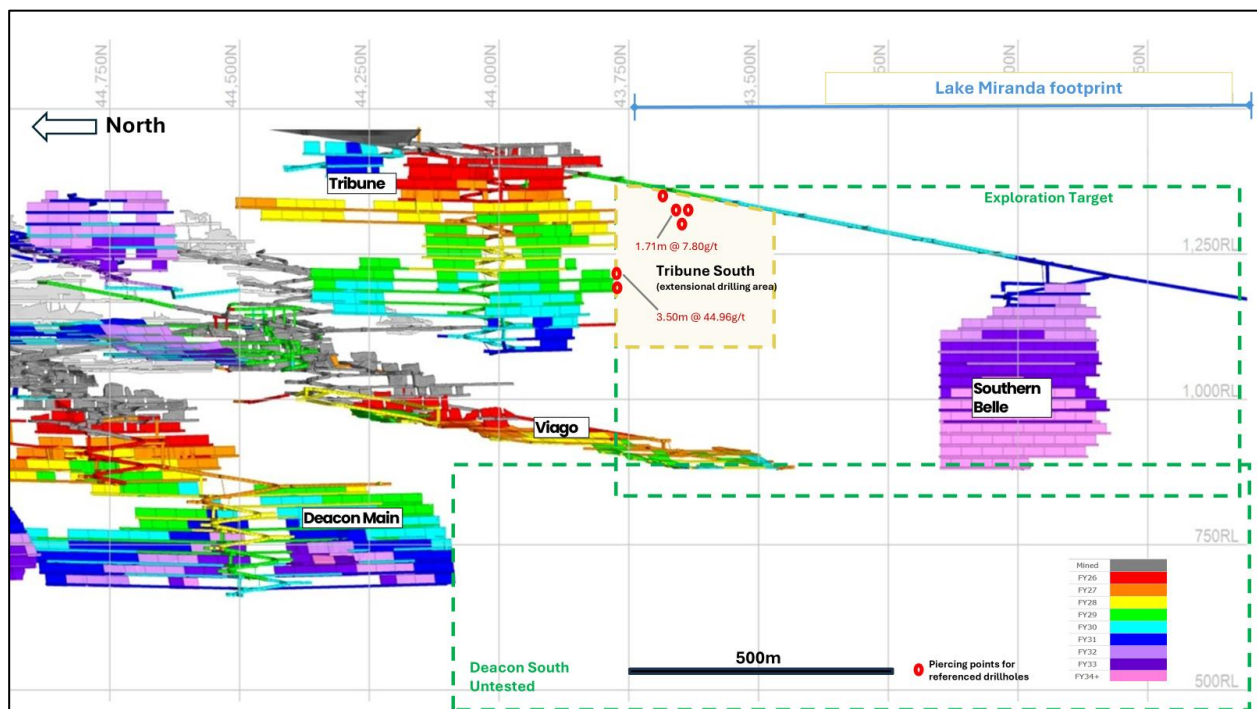 44,750N
44,500N
44,250N
44,000N
43,750N
43,500N
Lake Miranda footprint
North
Tribune
Exploration Target
1.71m @ 7.80g/t
1,250RL
Tribune South
(extensional drilling area)
3.50m @ 44.96g/t
1,000RL
Southern
Belle
Viago
Deacon Main
750RL
Mined
FY26
FY27
FY28
FY29
FY30
FY31
FY32
FY33
FY34+
500m
Deacon South
Untested
Piercing points for
referenced drillholes
500RL